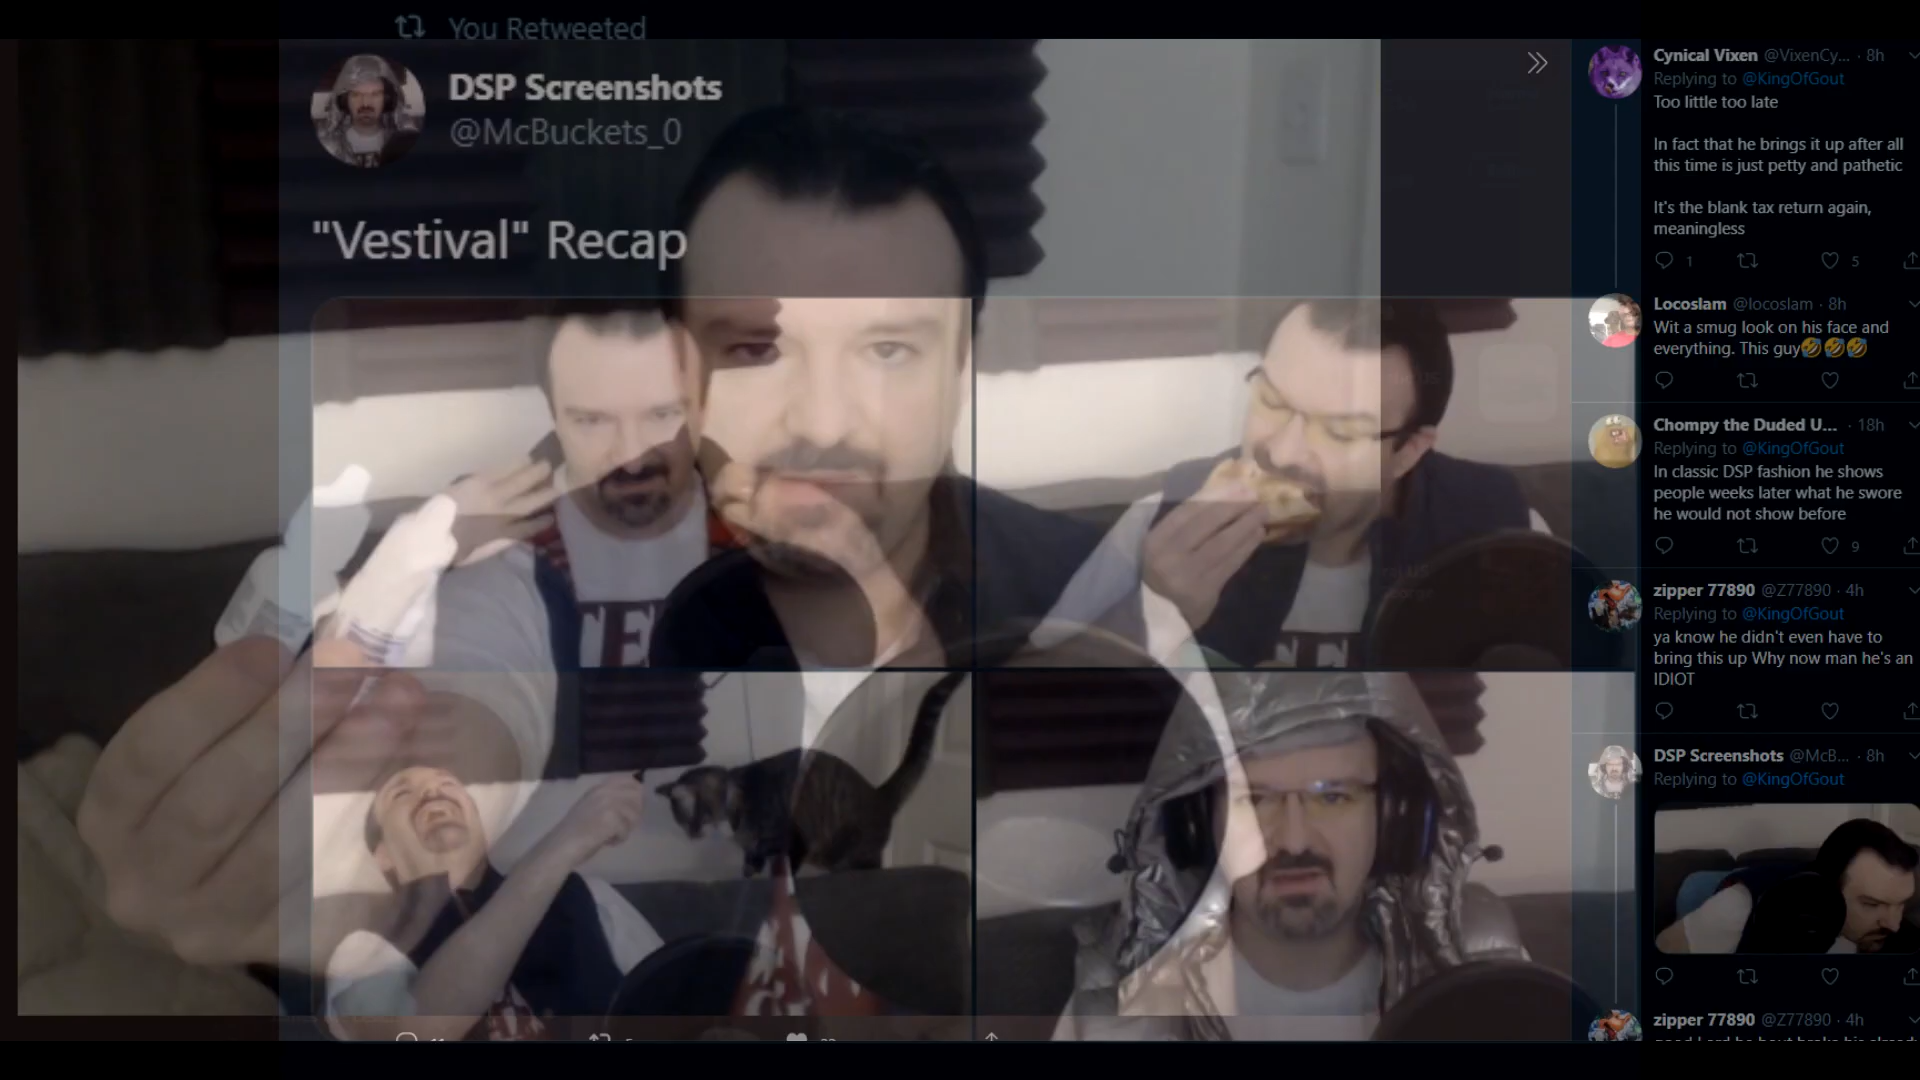 You Retweeted
DSP Screenshots
@McBuckets_0
"Vestival" Recap
Cynical Vixen @VixenCy... · 8h
Replying to @KingOfGout
Too little too late
In fact that he brings it up after all
this time is just petty and pathetic
It's the blank tax return again,
meaningless
1
5
Locoslam @locoslam · 8h
Wit a smug look on his face and
everything. This guy🤣🤣🤣
Chompy the Duded U... · 18h
Replying to @KingOfGout
In classic DSP fashion he shows
people weeks later what he swore
he would not show before
9
zipper 77890 @Z77890 · 4h
Replying to @KingOfGout
ya know he didn't even have to
bring this up Why now man he's an
IDIOT
DSP Screenshots @McB... · 8h
Replying to @KingOfGout
zipper 77890 @Z77890 · 4h